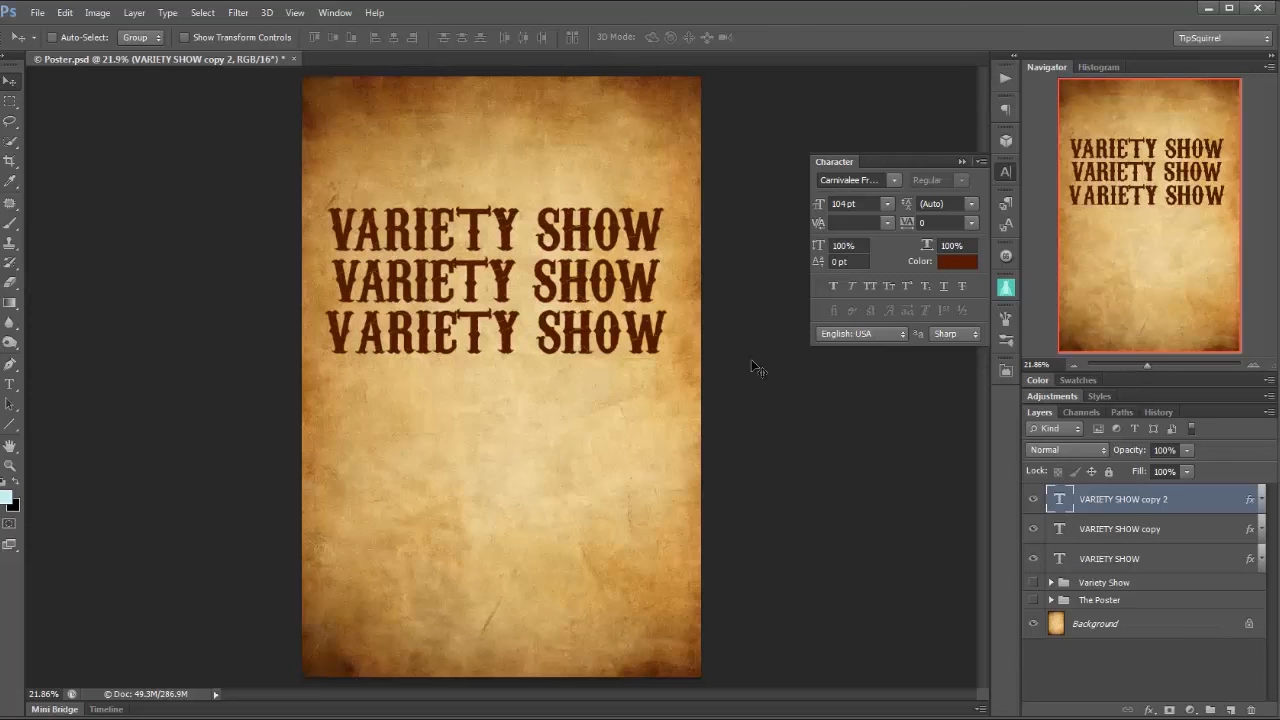 Ps File Edit Image Layer Type Select Filter 3D View Window Help
Auto-Select: Group Show Transform Controls 3D Mode: TipSquirrel
© Poster.psd @ 21.9% (VARIETY SHOW copy 2, RGB/16*) * ×
Navigator Histogram
VARIETY SHOW
VARIETY SHOW
VARIETY SHOW
Character
Carnivalee Fr... Regular
104 pt (Auto)
0
100% 100%
0 pt Color:
English: USA Sharp
VARIETY SHOW
VARIETY SHOW
VARIETY SHOW
21.86%
Color Swatches
Adjustments Styles
Layers Channels Paths History
Kind
Normal Opacity: 100%
Lock: Fill: 100%
VARIETY SHOW copy 2 fx
VARIETY SHOW copy fx
VARIETY SHOW fx
Variety Show
The Poster
Background
21.86% © Doc: 49.3M/286.9M
Mini Bridge Timeline